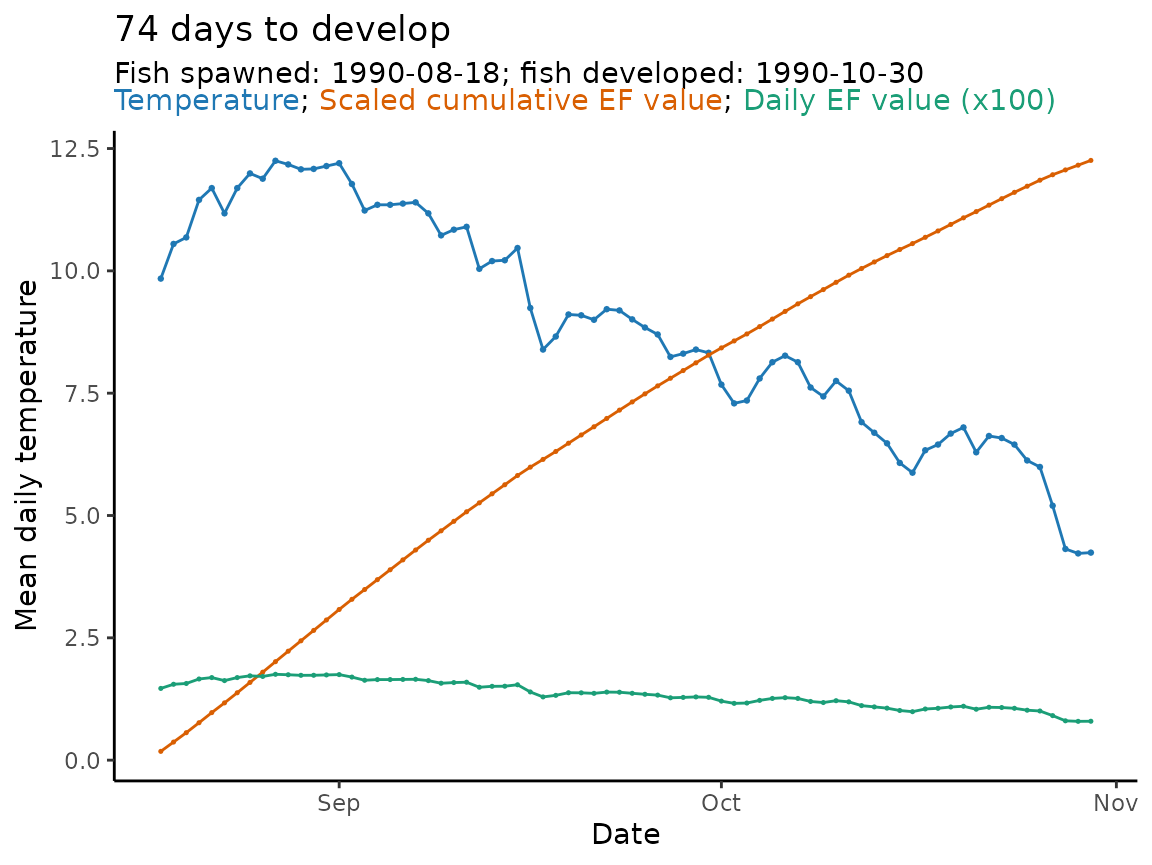 74 days to develop
Fish spawned: 1990-08-18; fish developed: 1990-10-30
Temperature; Scaled cumulative EF value; Daily EF value (x100)
Mean daily temperature
12.5
10.0
7.5
5.0
2.5
0.0
Sep
Oct
Nov
Date